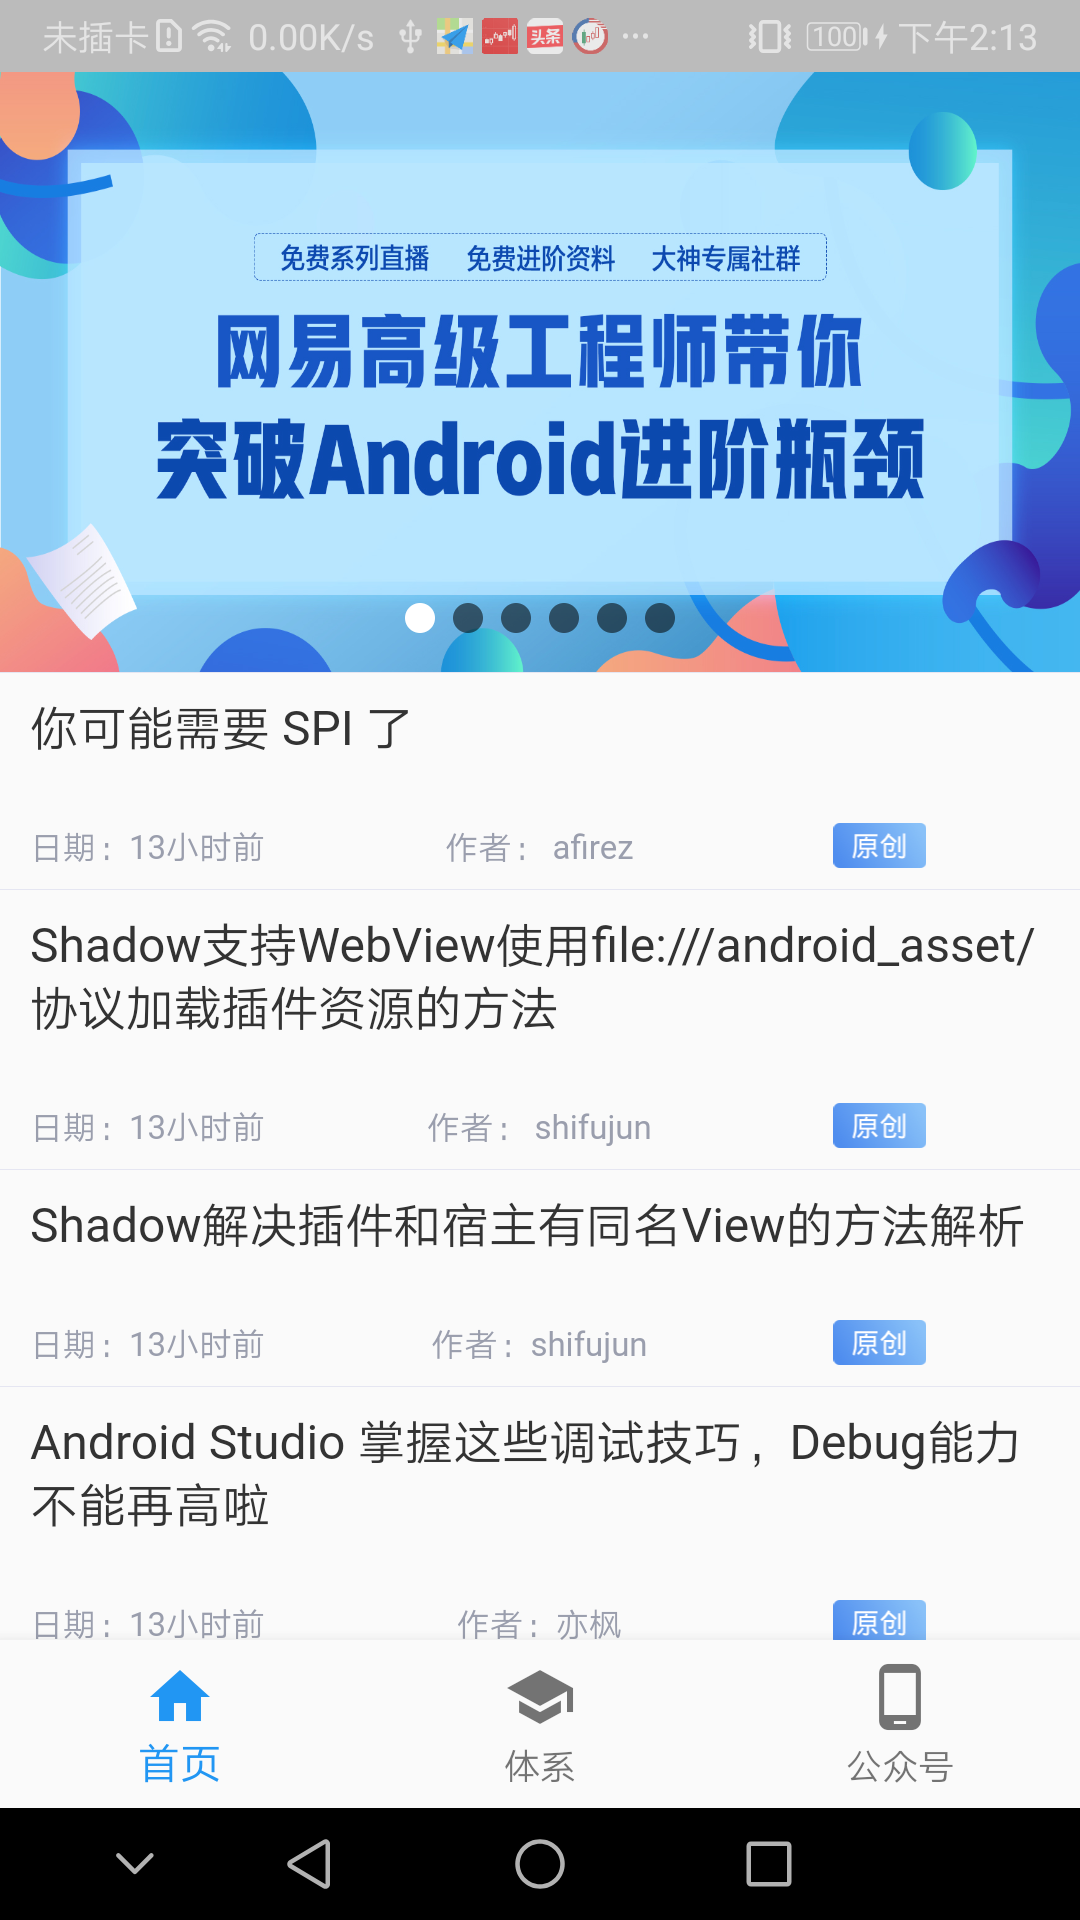 未插卡 0.00K/s 头条 ... 100 下午2:13
免费系列直播 免费进阶资料 大神专属社群
网易高级工程师带你
突破Android进阶瓶颈
你可能需要 SPI 了
日期：13小时前 作者： afirez 原创
Shadow支持WebView使用file:///android_asset/
协议加载插件资源的方法
日期：13小时前 作者： shifujun 原创
Shadow解决插件和宿主有同名View的方法解析
日期：13小时前 作者：shifujun 原创
Android Studio 掌握这些调试技巧，Debug能力
不能再高啦
日期：13小时前 作者：亦枫 原创
首页 体系 公众号